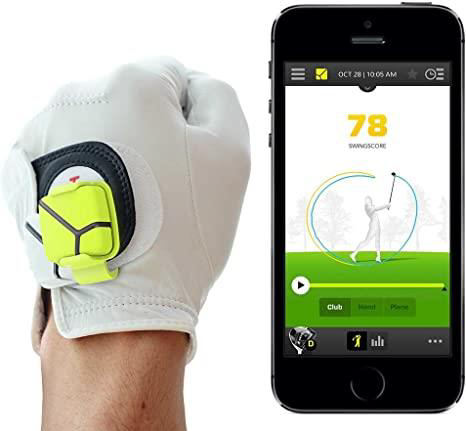 OCT 28 | 10:05 AM
78
SWINGSCORE
Club Hand Plane
D